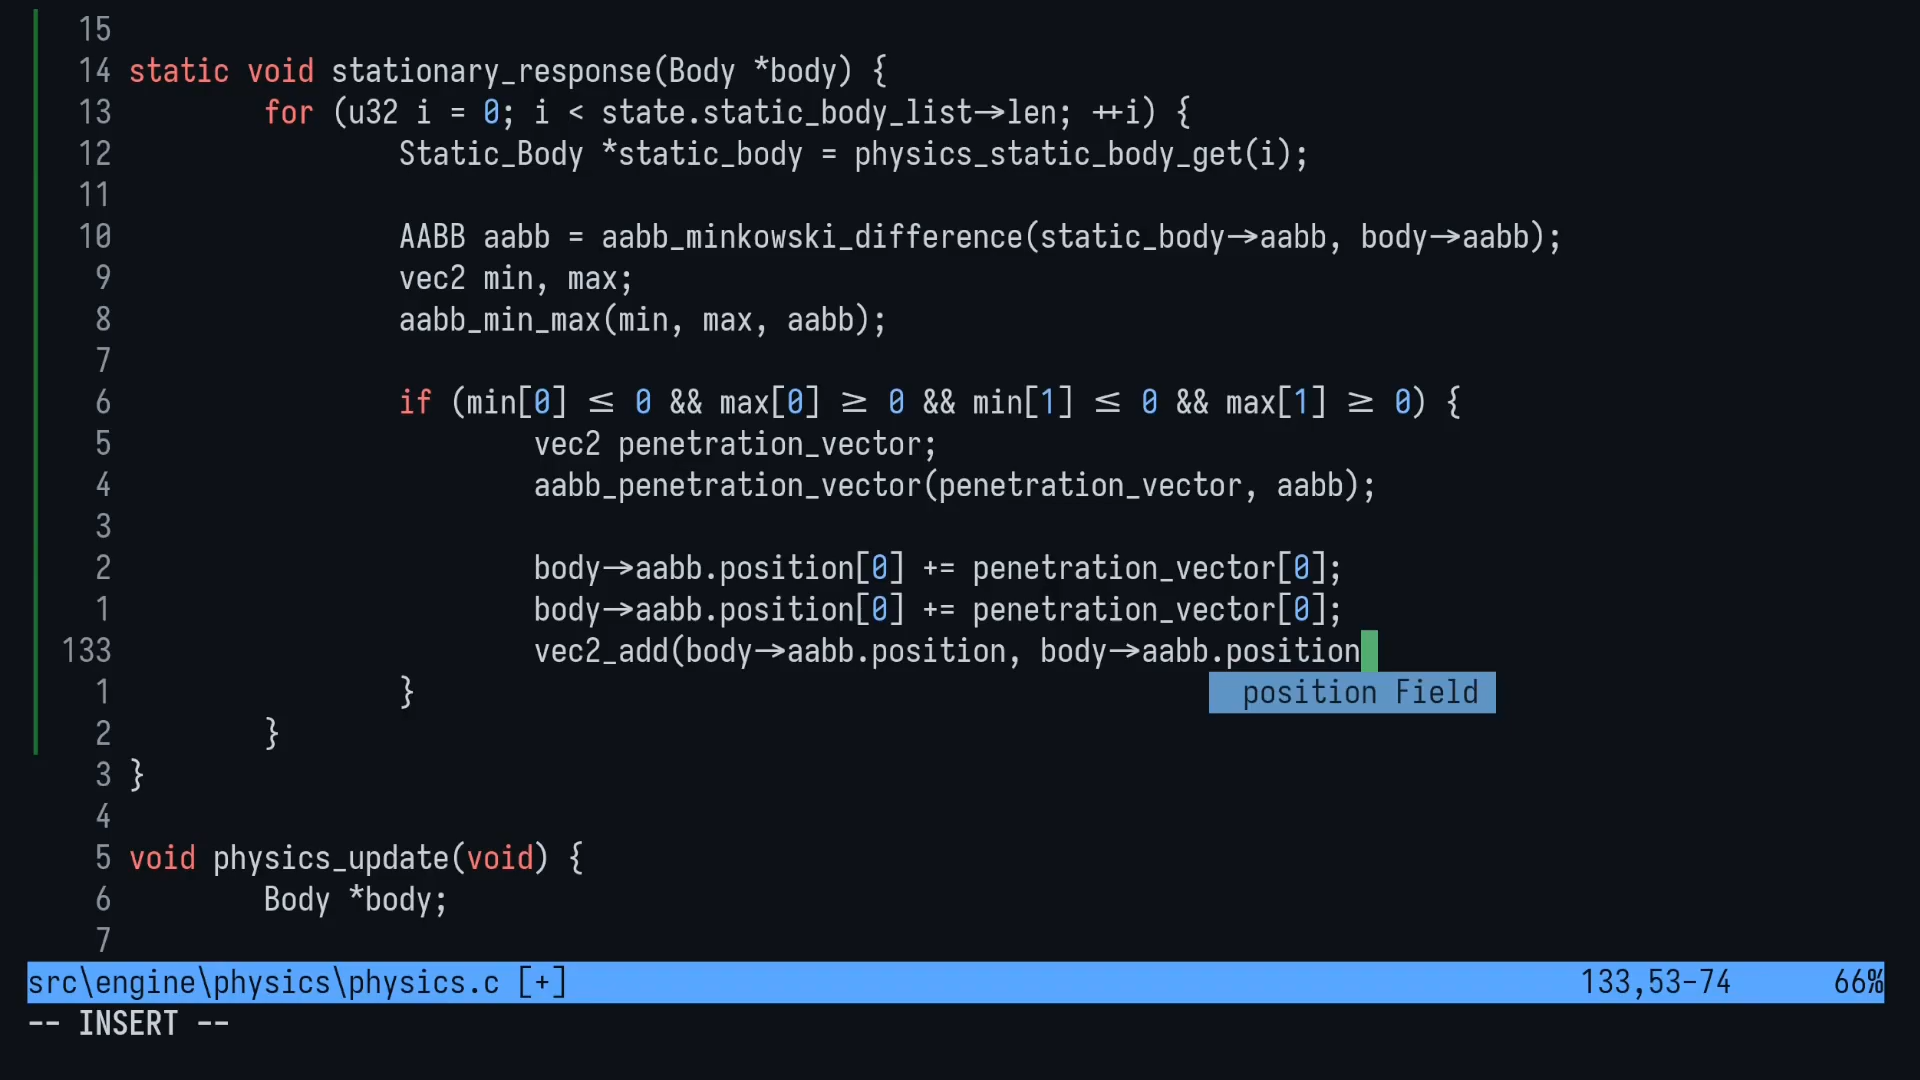 15
14 static void stationary_response(Body *body) {
13 for (u32 i = 0; i < state.static_body_list->len; ++i) {
12 Static_Body *static_body = physics_static_body_get(i);
11
10 AABB aabb = aabb_minkowski_difference(static_body->aabb, body->aabb);
9 vec2 min, max;
8 aabb_min_max(min, max, aabb);
7
6 if (min[0] ≤ 0 && max[0] ≥ 0 && min[1] ≤ 0 && max[1] ≥ 0) {
5 vec2 penetration_vector;
4 aabb_penetration_vector(penetration_vector, aabb);
3
2 body->aabb.position[0] += penetration_vector[0];
1 body->aabb.position[0] += penetration_vector[0];
133 vec2_add(body->aabb.position, body->aabb.position
1 }
position Field
2 }
3 }
4
5 void physics_update(void) {
6 Body *body;
7
src\engine\physics\physics.c [+] 133,53-74 66%
-- INSERT --